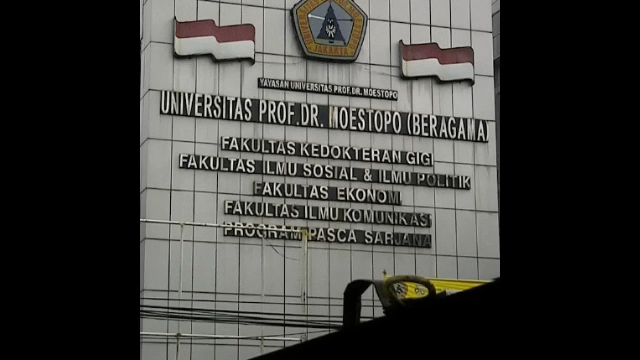 JAKARTA
YAYASAN UNIVERSITAS PROF.DR. MOESTOPO
UNIVERSITAS PROF.DR. MOESTOPO (BERAGAMA)
FAKULTAS KEDOKTERAN GIGI
FAKULTAS ILMU SOSIAL & ILMU POLITIK
FAKULTAS EKONOMI
FAKULTAS ILMU KOMUNIKASI
PROGRAM PASCA SARJANA